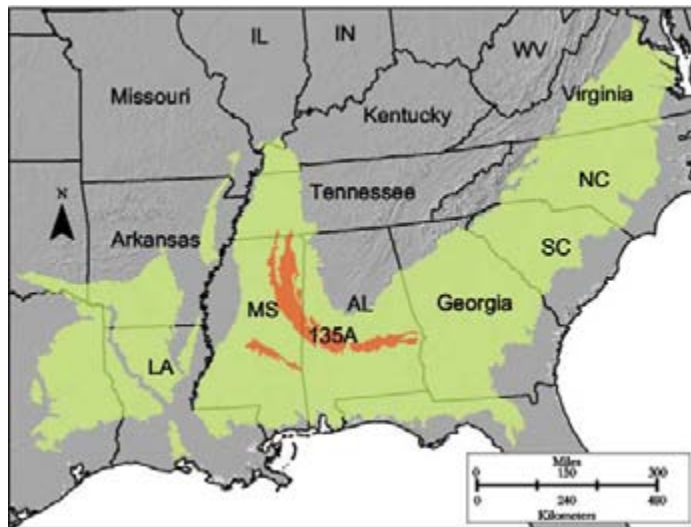 IL
IN
WV
Missouri
Virginia
Kentucky
NC
N
Tennessee
Arkansas
SC
MS
AL
Georgia
135A
LA
Miles
0 150 300
0 240 480
Kilometers